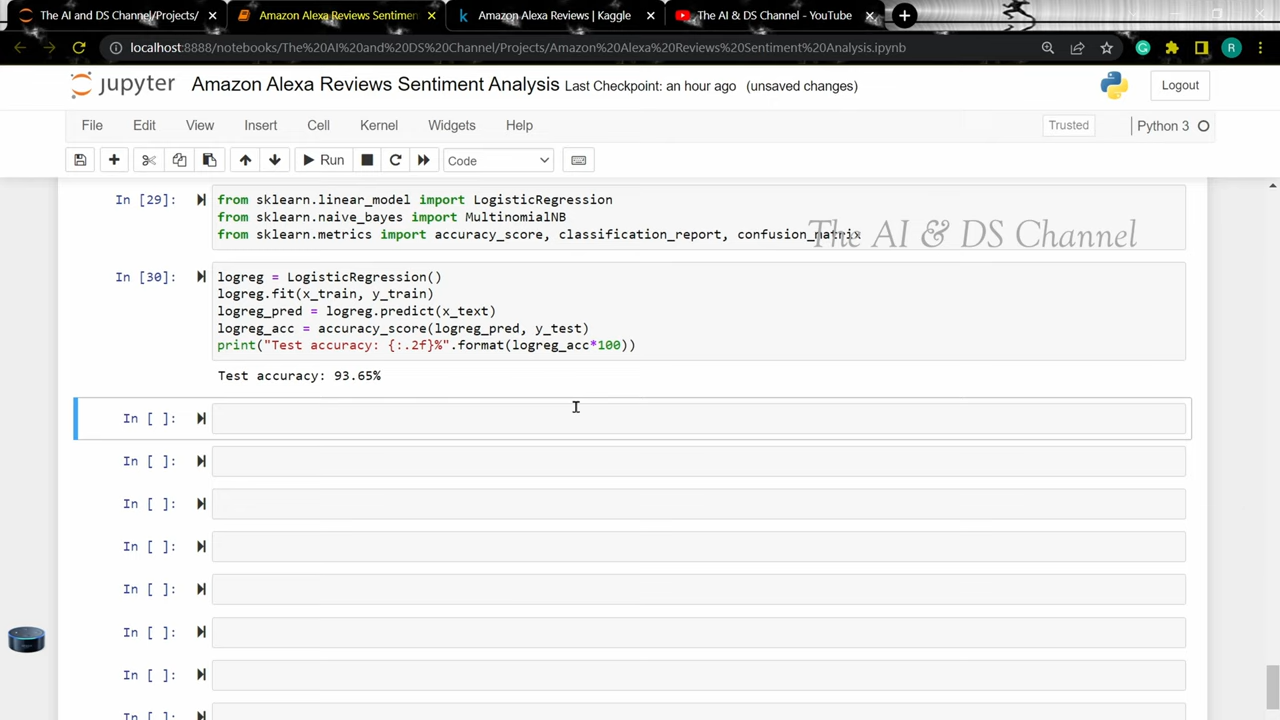 The AI and DS Channel/Projects/
Amazon Alexa Reviews Sentimen
Amazon Alexa Reviews | Kaggle
The AI & DS Channel - YouTube
localhost:8888/notebooks/The%20AI%20and%20DS%20Channel/Projects/Amazon%20Alexa%20Reviews%20Sentiment%20Analysis.ipynb
R
jupyter
Amazon Alexa Reviews Sentiment Analysis Last Checkpoint: an hour ago (unsaved changes)
Logout
File Edit View Insert Cell Kernel Widgets Help
Trusted
Python 3
Run
Code
In [29]:
from sklearn.linear_model import LogisticRegression
from sklearn.naive_bayes import MultinomialNB
from sklearn.metrics import accuracy_score, classification_report, confusion_matrix
The AI & DS Channel
In [30]:
logreg = LogisticRegression()
logreg.fit(x_train, y_train)
logreg_pred = logreg.predict(x_text)
logreg_acc = accuracy_score(logreg_pred, y_test)
print("Test accuracy: {:.2f}%".format(logreg_acc*100))
Test accuracy: 93.65%
In [ ]:
In [ ]:
In [ ]:
In [ ]:
In [ ]:
In [ ]:
In [ ]:
In [ ]: